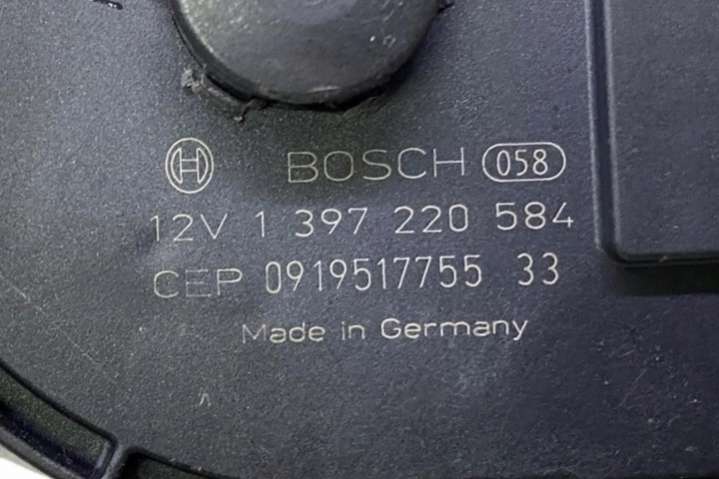 BOSCH 058
12V 1 397 220 584
CEP 0919517755 33
Made in Germany